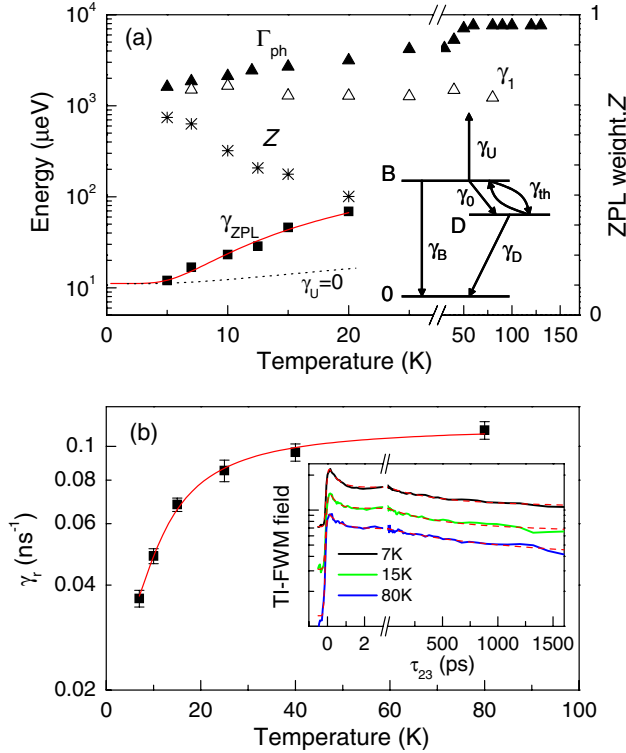 (a)
Γph
γ1
Z
γZPL
γU=0
B
γU
γ0
γth
D
γB
γD
0
Energy (µeV)
10⁴
10³
10²
10¹
ZPL weight,Z
1
0
0 10 20 50 75 100 125 150
Temperature (K)
(b)
γr (ns⁻¹)
0.1
0.08
0.06
0.04
0.02
TI-FWM field
7K
15K
80K
0 2 500 1000 1500
τ23 (ps)
0 20 40 60 80 100
Temperature (K)